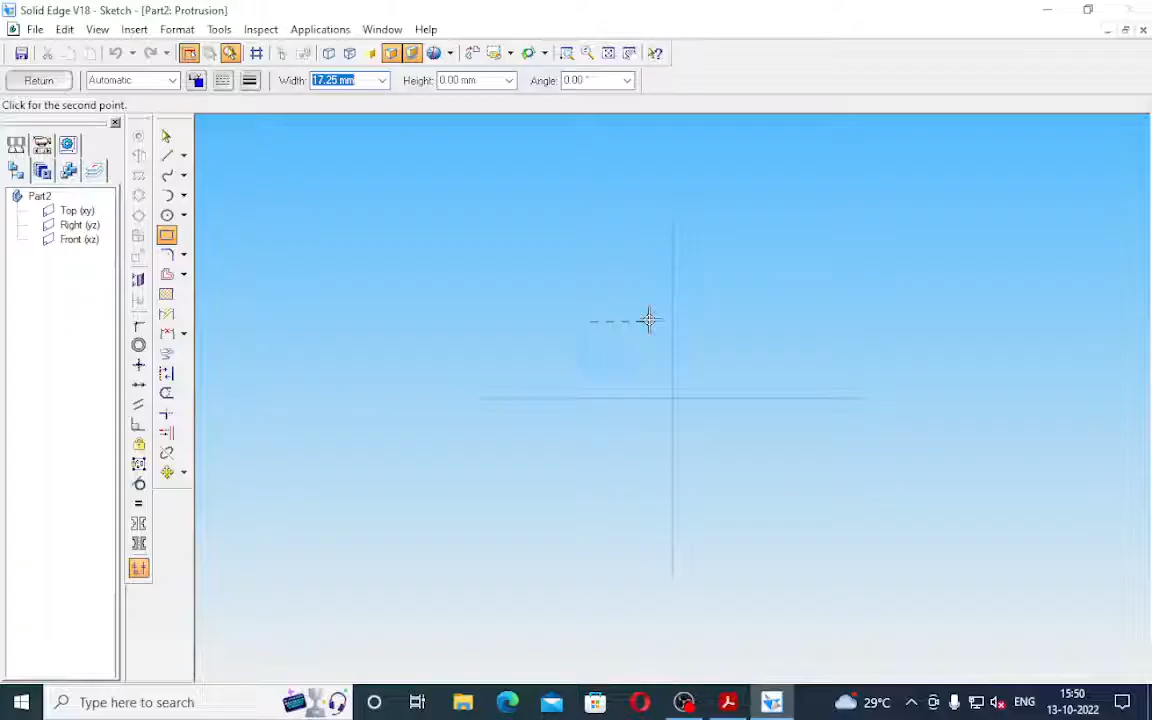 Solid Edge V18 - Sketch - [Part2: Protrusion]
File Edit View Insert Format Tools Inspect Applications Window Help
Return Automatic Width: 17.25 mm Height: 0.00 mm Angle: 0.00 °
Click for the second point.
Part2
Top (xy)
Right (yz)
Front (xz)
Type here to search
29°C
ENG
15:50
13-10-2022